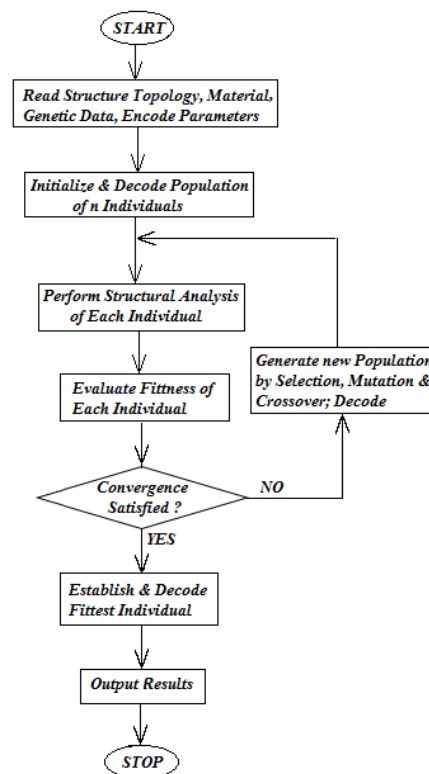 START
Read Structure Topology, Material,
Genetic Data, Encode Parameters
Initialize & Decode Population
of n Individuals
Perform Structural Analysis
of Each Individual
Evaluate Fittness of
Each Individual
Generate new Population
by Selection, Mutation &
Crossover; Decode
Convergence
Satisfied ?
NO
YES
Establish & Decode
Fittest Individual
Output Results
STOP